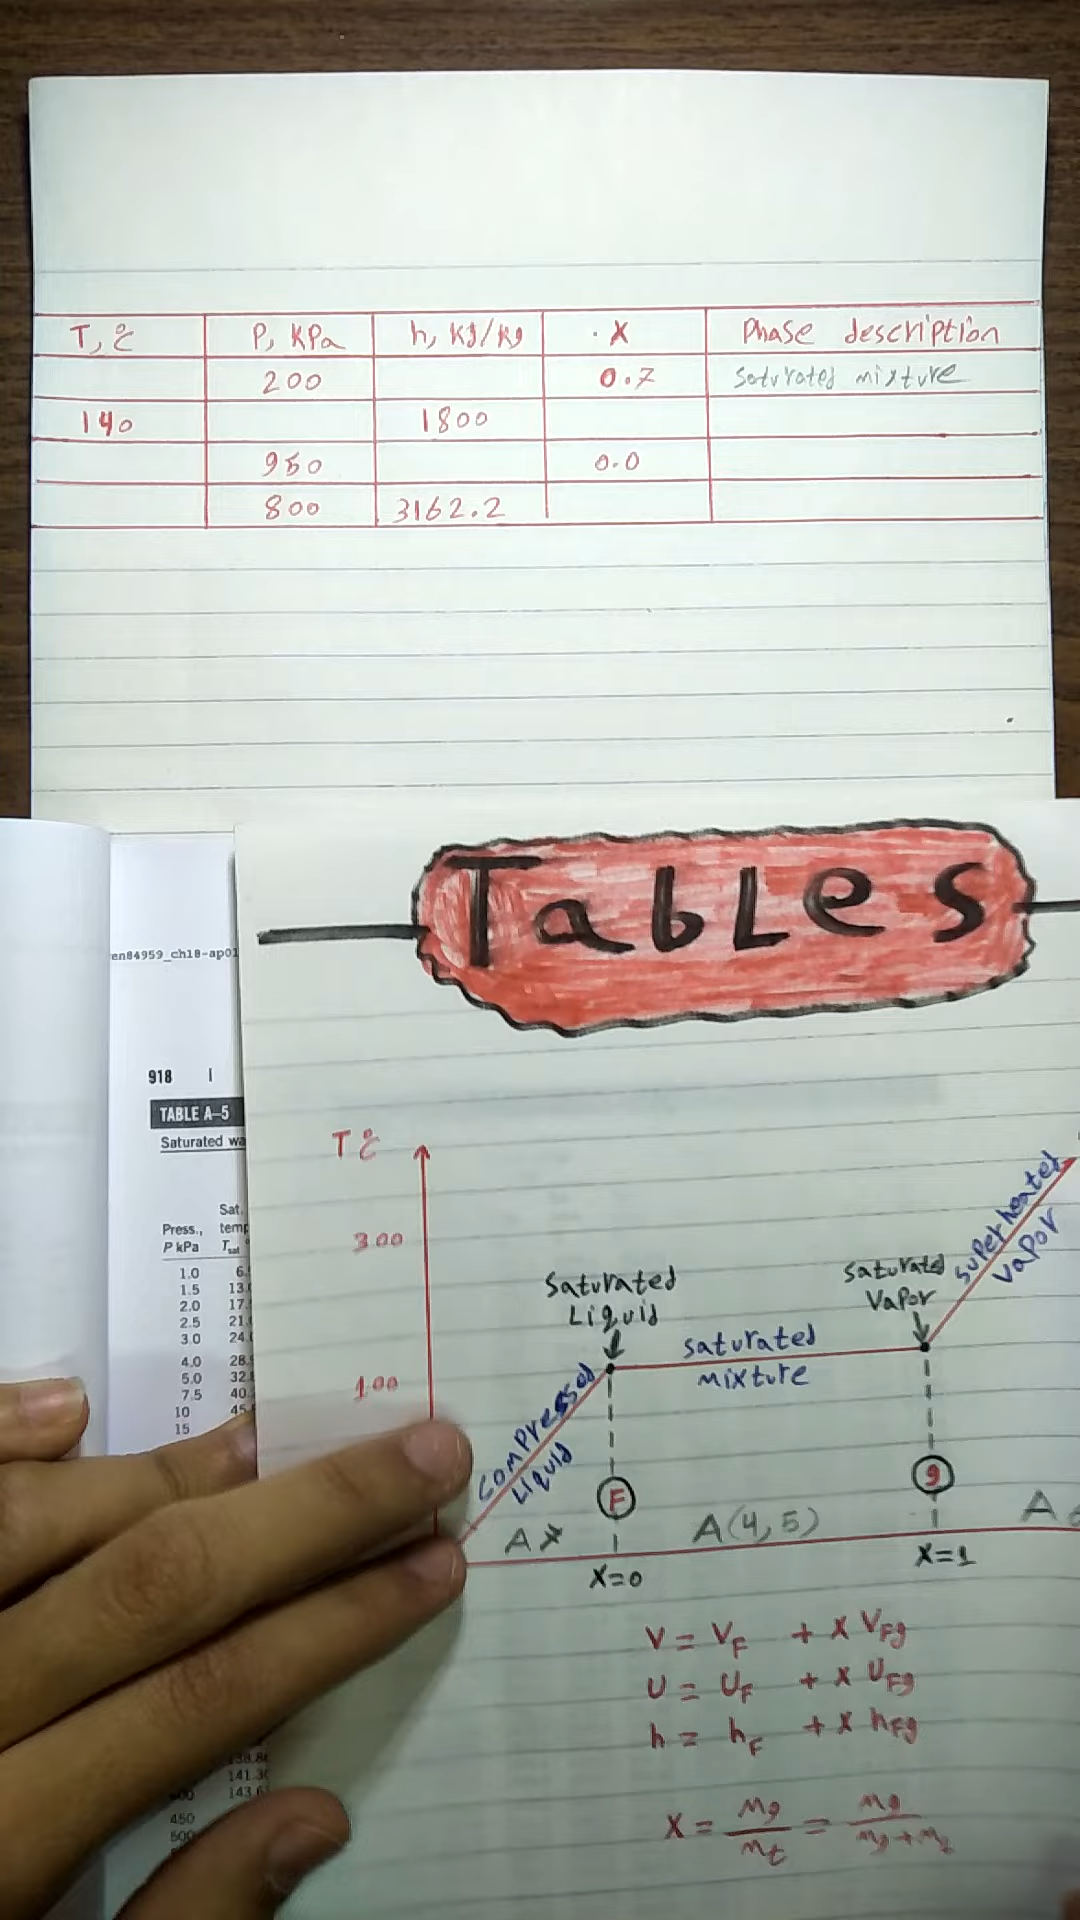 T, °C P, KPa h, KJ/Kg . X Phase description
200 0.7 Saturated mixture
140 1800
950 0.0
800 3162.2
Tables
en84959_ch18-ap01
918
TABLE A–5
Saturated wa
T °C
Sat.
Press., temp
P kPa Tsat
300
1.0
1.5
2.0
2.5
3.0
4.0
5.0
7.5
10
15
100
Saturated
Liquid
saturated
Vapor
superheated
vapor
saturated
mixture
compressed
Liquid
F
g
A(4,5)
X=0
X=1
V = VF + X VFg
U = UF + X UFg
h = hF + X hFg
X = mg / mt = mg
450